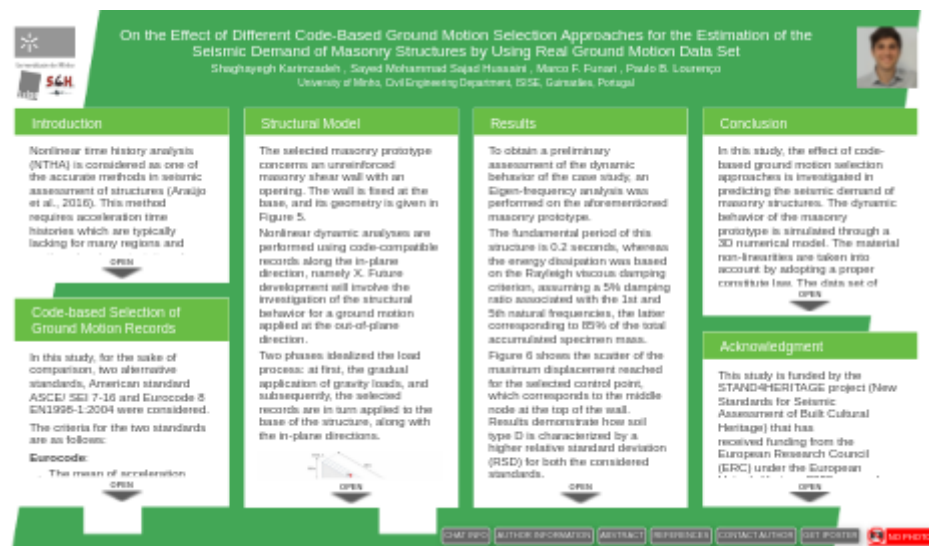 On the Effect of Different Code-Based Ground Motion Selection Approaches for the Estimation of the
Seismic Demand of Masonry Structures by Using Real Ground Motion Data Set
Shaghayegh Karimzadeh , Sayed Mohammad Sajad Hussaini , Marco F. Funari , Paulo B. Lourenço
University of Minho, Civil Engineering Department, ISISE, Guimarães, Portugal
Introduction
Nonlinear time history analysis
(NTHA) is considered as one of
the accurate methods in seismic
assessment of structures (Araújo
et al., 2016). This method
requires acceleration time
histories which are typically
lacking for many regions and
OPEN
Code-based Selection of
Ground Motion Records
In this study, for the sake of
comparison, two alternative
standards, American standard
ASCE/ SEI 7-16 and Eurocode 8
EN1998-1:2004 were considered.
The criteria for the two standards
are as follows:
Eurocode:
The mean of acceleration
OPEN
Structural Model
The selected masonry prototype
concerns an unreinforced
masonry shear wall with an
opening. The wall is fixed at the
base, and its geometry is given in
Figure 5.
Nonlinear dynamic analyses are
performed using code-compatible
records along the in-plane
direction, namely X. Future
development will involve the
investigation of the structural
behavior for a ground motion
applied at the out-of-plane
direction.
Two phases idealized the load
process: at first, the gradual
application of gravity loads, and
subsequently, the selected
records are in turn applied to the
base of the structure, along with
the in-plane directions.
OPEN
Results
To obtain a preliminary
assessment of the dynamic
behavior of the case study, an
Eigen-frequency analysis was
performed on the aforementioned
masonry prototype.
The fundamental period of this
structure is 0.2 seconds, whereas
the energy dissipation was based
on the Rayleigh viscous damping
criterion, assuming a 5% damping
ratio associated with the 1st and
5th natural frequencies, the latter
corresponding to 85% of the total
accumulated specimen mass.
Figure 6 shows the scatter of the
maximum displacement reached
for the selected control point,
which corresponds to the middle
node at the top of the wall.
Results demonstrate how soil
type D is characterized by a
higher relative standard deviation
(RSD) for both the considered
standards.
OPEN
Conclusion
In this study, the effect of code-
based ground motion selection
approaches is investigated in
predicting the seismic demand of
masonry structures. The dynamic
behavior of the masonry
prototype is simulated through a
3D numerical model. The material
non-linearities are taken into
account by adopting a proper
constitute law. The data set of
OPEN
Acknowledgment
This study is funded by the
STAND4HERITAGE project (New
Standards for Seismic
Assessment of Built Cultural
Heritage) that has
received funding from the
European Research Council
(ERC) under the European
OPEN
CHAT INFO
AUTHOR INFORMATION
ABSTRACT
REFERENCES
CONTACT AUTHOR
GET IPOSTER
NO PHOTO